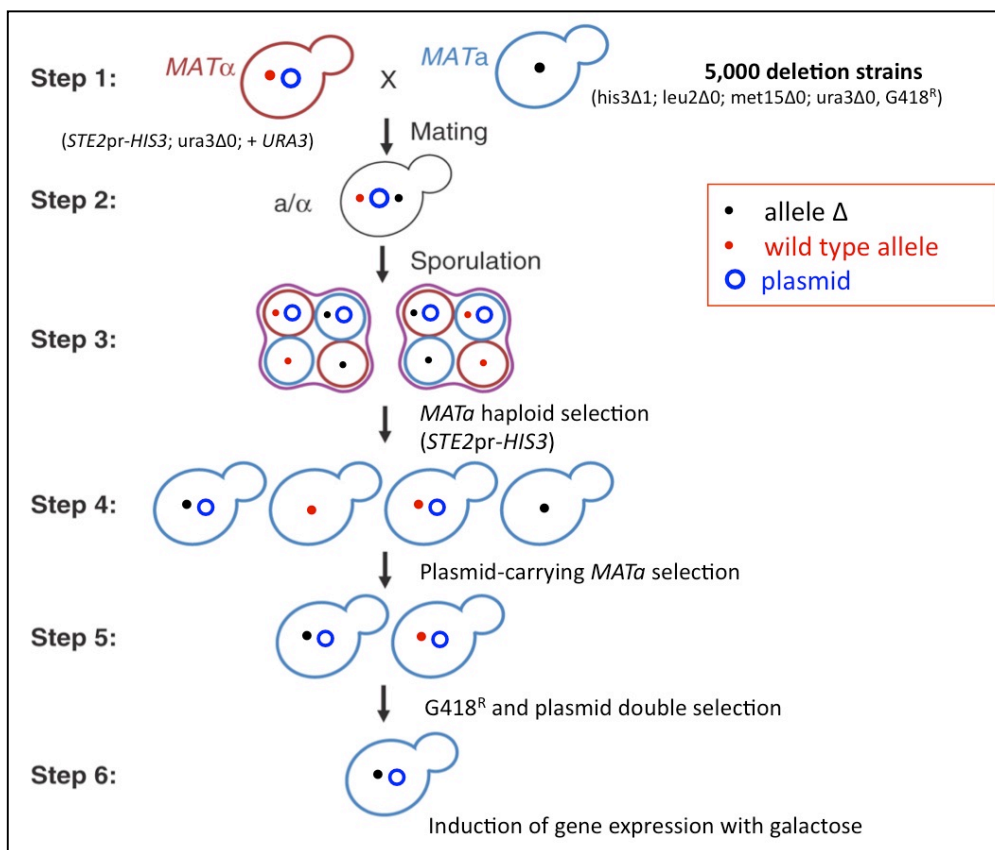 Step 1:
MATα
X
MATa
5,000 deletion strains
(his3Δ1; leu2Δ0; met15Δ0; ura3Δ0, G418ᴿ)
(STE2pr-HIS3; ura3Δ0; + URA3)
Mating
Step 2:
a/α
allele Δ
wild type allele
plasmid
Sporulation
Step 3:
MATa haploid selection
(STE2pr-HIS3)
Step 4:
Plasmid-carrying MATa selection
Step 5:
G418ᴿ and plasmid double selection
Step 6:
Induction of gene expression with galactose